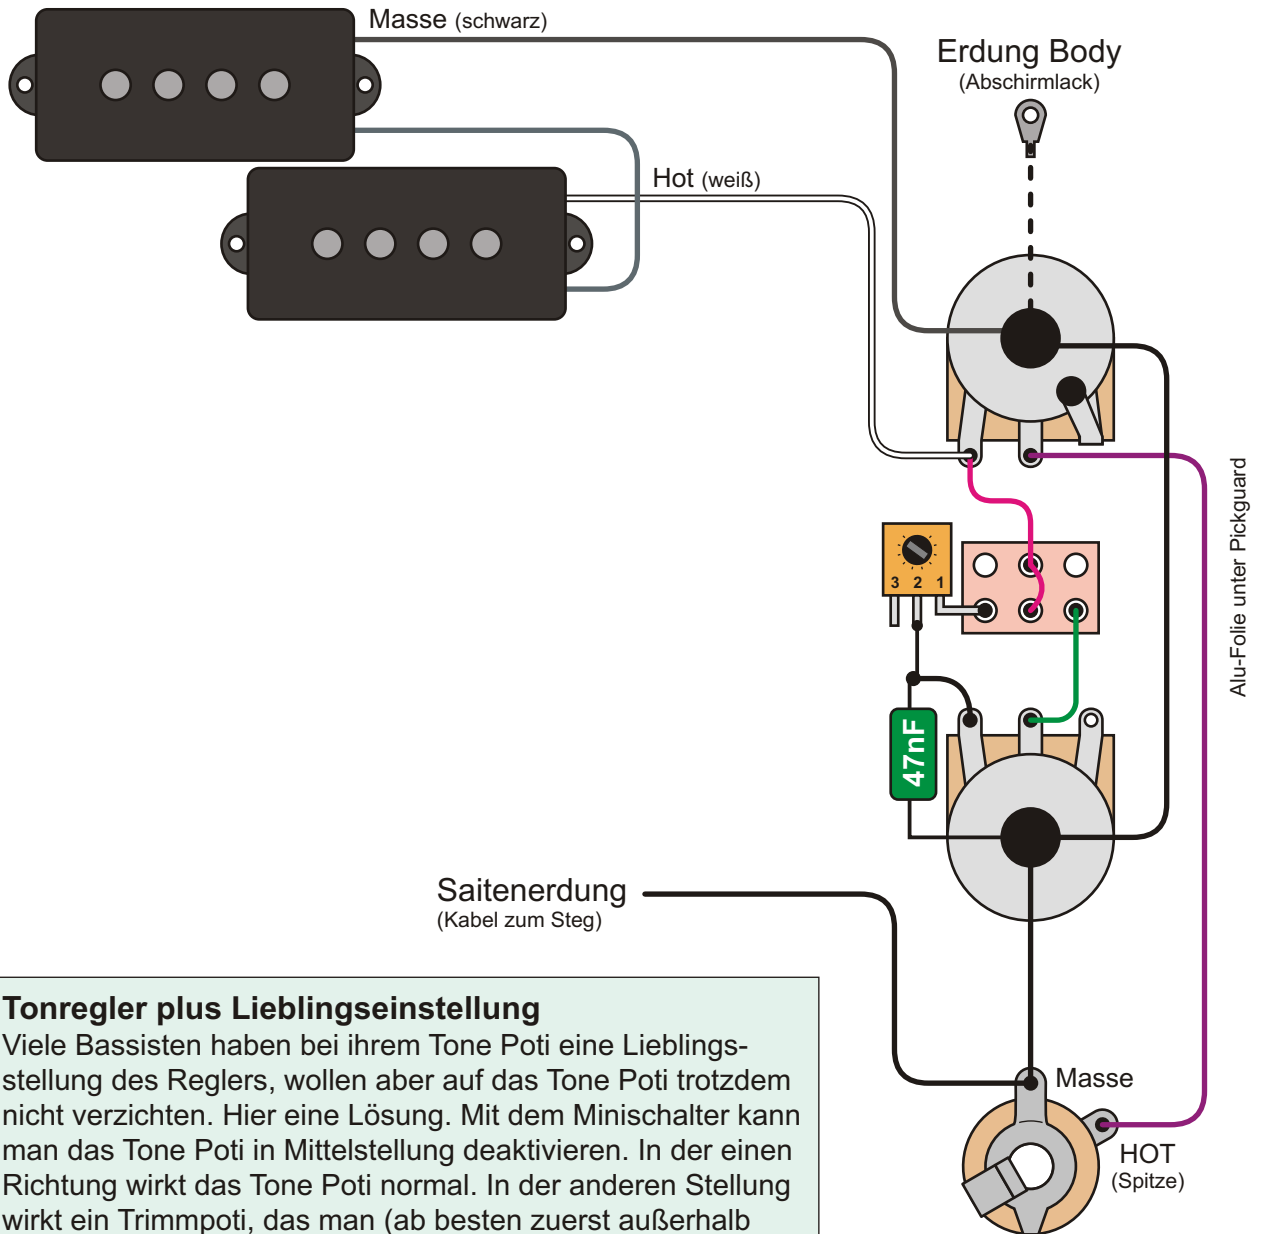 Masse (schwarz)
Erdung Body
(Abschirmlack)
Hot (weiß)
Alu-Folie unter Pickguard
3 2 1
47nF
Saitenerdung
(Kabel zum Steg)
Masse
HOT
(Spitze)
Tonregler plus Lieblingseinstellung
Viele Bassisten haben bei ihrem Tone Poti eine Lieblings-
stellung des Reglers, wollen aber auf das Tone Poti trotzdem
nicht verzichten. Hier eine Lösung. Mit dem Minischalter kann
man das Tone Poti in Mittelstellung deaktivieren. In der einen
Richtung wirkt das Tone Poti normal. In der anderen Stellung
wirkt ein Trimmpoti, das man (ab besten zuerst außerhalb